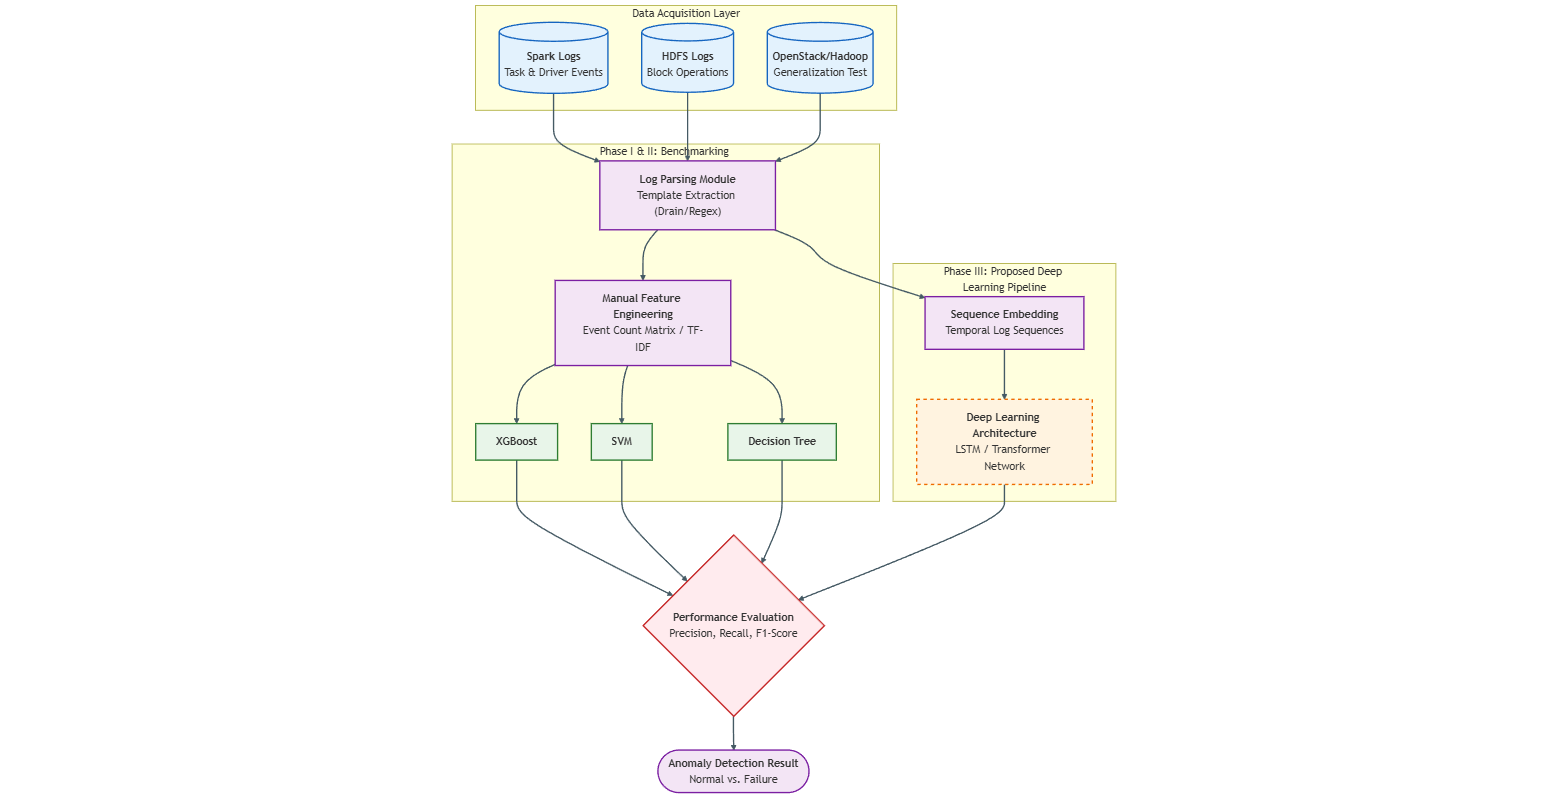 Data Acquisition Layer
Spark Logs
Task & Driver Events
HDFS Logs
Block Operations
OpenStack/Hadoop
Generalization Test
Phase I & II: Benchmarking
Log Parsing Module
Template Extraction
(Drain/Regex)
Manual Feature
Engineering
Event Count Matrix / TF-
IDF
XGBoost
SVM
Decision Tree
Phase III: Proposed Deep
Learning Pipeline
Sequence Embedding
Temporal Log Sequences
Deep Learning
Architecture
LSTM / Transformer
Network
Performance Evaluation
Precision, Recall, F1-Score
Anomaly Detection Result
Normal vs. Failure